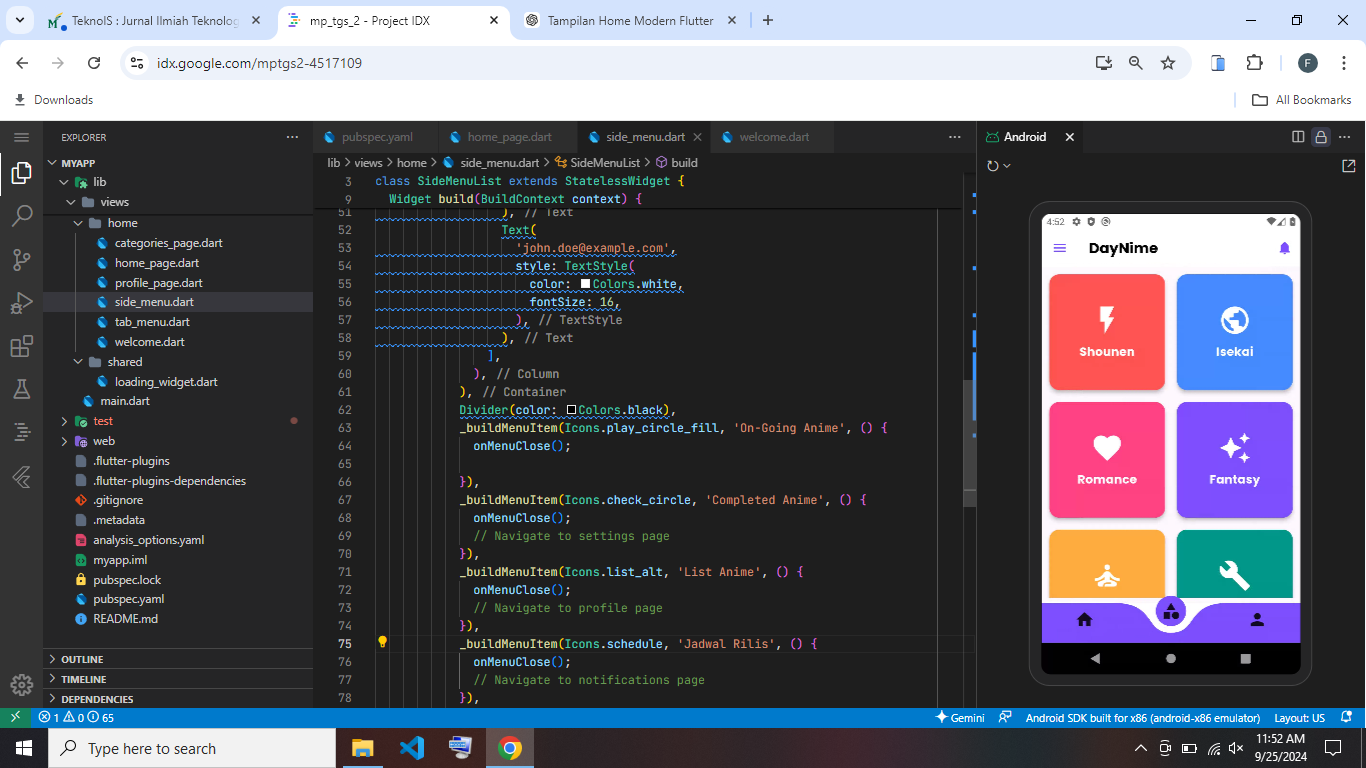 TeknoIS : Jurnal Ilmiah Teknolog
mp_tgs_2 - Project IDX
Tampilan Home Modern Flutter
idx.google.com/mptgs2-4517109
F
Downloads
All Bookmarks
EXPLORER
MYAPP
lib
views
home
categories_page.dart
home_page.dart
profile_page.dart
side_menu.dart
tab_menu.dart
welcome.dart
shared
loading_widget.dart
main.dart
test
web
.flutter-plugins
.flutter-plugins-dependencies
.gitignore
.metadata
analysis_options.yaml
myapp.iml
pubspec.lock
pubspec.yaml
README.md
OUTLINE
TIMELINE
DEPENDENCIES
pubspec.yaml
home_page.dart
side_menu.dart
welcome.dart
lib > views > home > side_menu.dart > SideMenuList > build
3 class SideMenuList extends StatelessWidget {
9 Widget build(BuildContext context) {
51 ), // Text
52 Text(
53 'john.doe@example.com',
54 style: TextStyle(
55 color: Colors.white,
56 fontSize: 16,
57 ), // TextStyle
58 ), // Text
59 ],
60 ), // Column
61 ), // Container
62 Divider(color: Colors.black),
63 _buildMenuItem(Icons.play_circle_fill, 'On-Going Anime', () {
64 onMenuClose();
65
66 }),
67 _buildMenuItem(Icons.check_circle, 'Completed Anime', () {
68 onMenuClose();
69 // Navigate to settings page
70 }),
71 _buildMenuItem(Icons.list_alt, 'List Anime', () {
72 onMenuClose();
73 // Navigate to profile page
74 }),
75 _buildMenuItem(Icons.schedule, 'Jadwal Rilis', () {
76 onMenuClose();
77 // Navigate to notifications page
78 }),
Android
4:52
DayNime
Shounen
Isekai
Romance
Fantasy
1 0 65
Gemini
Android SDK built for x86 (android-x86 emulator)
Layout: US
Type here to search
11:52 AM
9/25/2024